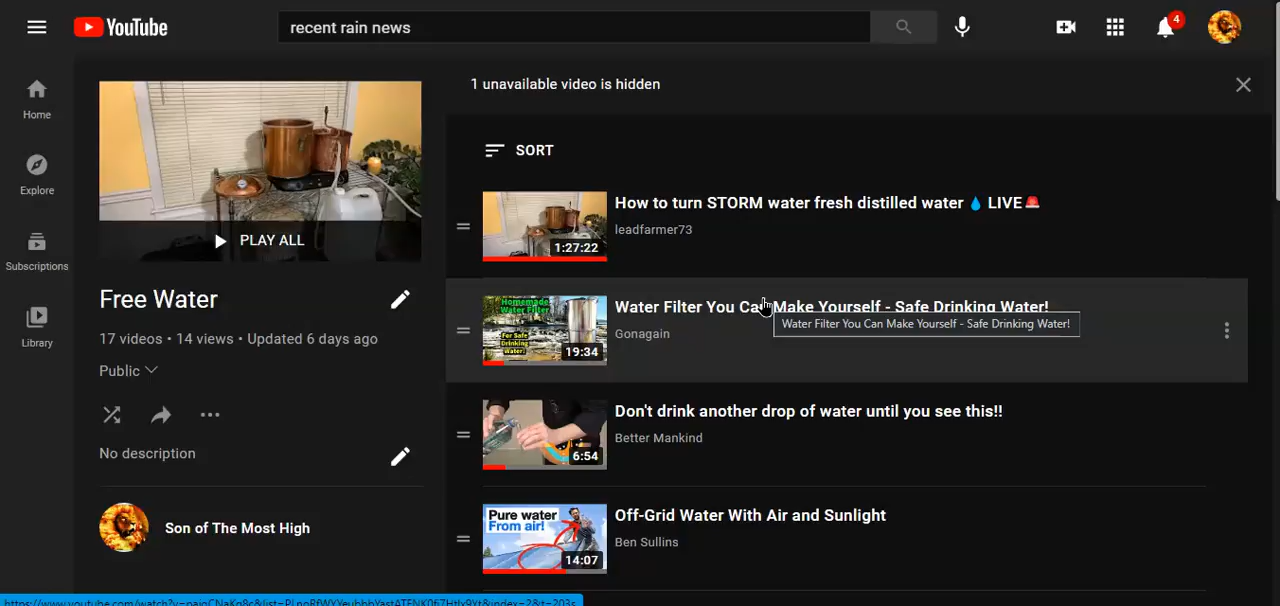 YouTube
recent rain news
4
Home
Explore
Subscriptions
Library
PLAY ALL
Free Water
17 videos • 14 views • Updated 6 days ago
Public
No description
Son of The Most High
1 unavailable video is hidden
SORT
How to turn STORM water fresh distilled water 💧 LIVE🚨
leadfarmer73
1:27:22
Water Filter You Can Make Yourself - Safe Drinking Water!
Water Filter You Can Make Yourself - Safe Drinking Water!
Gonagain
Homemade
Water Filter
For Safe
Drinking
Water!
19:34
Don't drink another drop of water until you see this!!
Better Mankind
6:54
Off-Grid Water With Air and Sunlight
Ben Sullins
Pure water
From air!
14:07